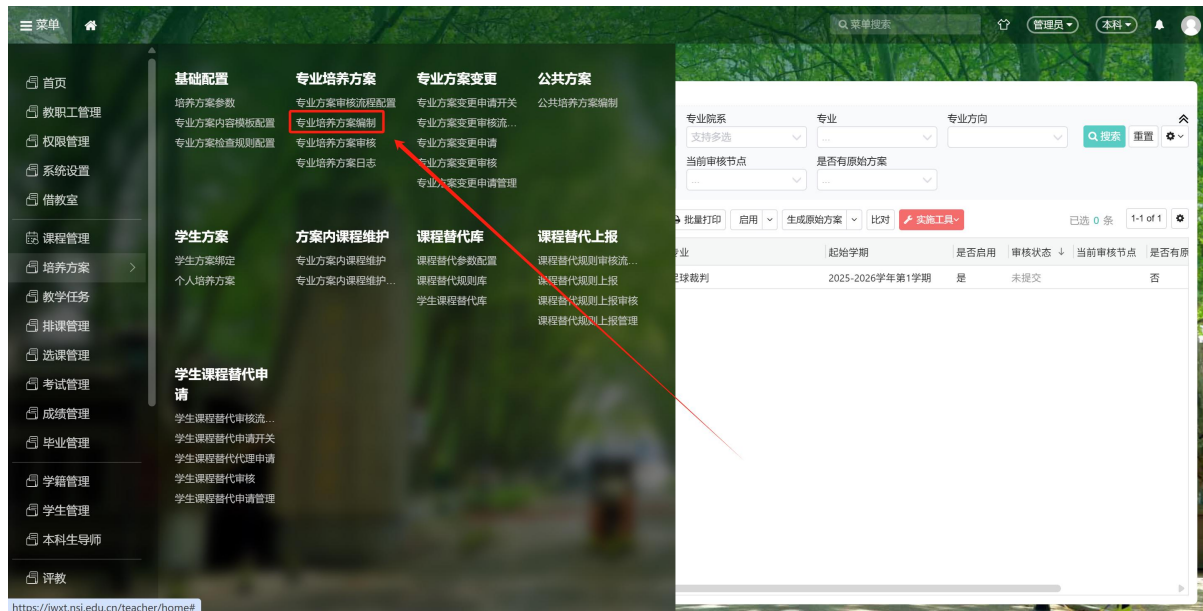 菜单
菜单搜索
管理员
本科
首页
教职工管理
权限管理
系统设置
借教室
课程管理
培养方案
教学任务
排课管理
选课管理
考试管理
成绩管理
毕业管理
学籍管理
学生管理
本科生导师
评教
基础配置
培养方案参数
专业方案内容模板配置
专业方案检查规则配置
专业培养方案
专业方案审核流程配置
专业培养方案编制
专业培养方案审核
专业培养方案日志
专业方案变更
专业方案变更申请开关
专业方案变更审核流...
专业方案变更申请
专业方案变更审核
专业方案变更申请管理
公共方案
公共培养方案编制
学生方案
学生方案绑定
个人培养方案
方案内课程维护
专业方案内课程维护
专业方案内课程维护...
课程替代库
课程替代参数配置
课程替代规则库
学生课程替代库
课程替代上报
课程替代规则审核流...
课程替代规则上报
课程替代规则上报审核
课程替代规则上报管理
学生课程替代申
请
学生课程替代审核流...
学生课程替代申请开关
学生课程替代代理申请
学生课程替代审核
学生课程替代申请管理
专业院系 专业 专业方向
支持多选 ... 搜索 重置
当前审核节点 是否有原始方案
... ...
批量打印 启用 生成原始方案 比对 实施工具 已选 0 条 1-1 of 1
业 起始学期 是否启用 审核状态 当前审核节点 是否有原
球裁判 2025-2026学年第1学期 是 未提交 否
https://jwxt.nsi.edu.cn/teacher/home#